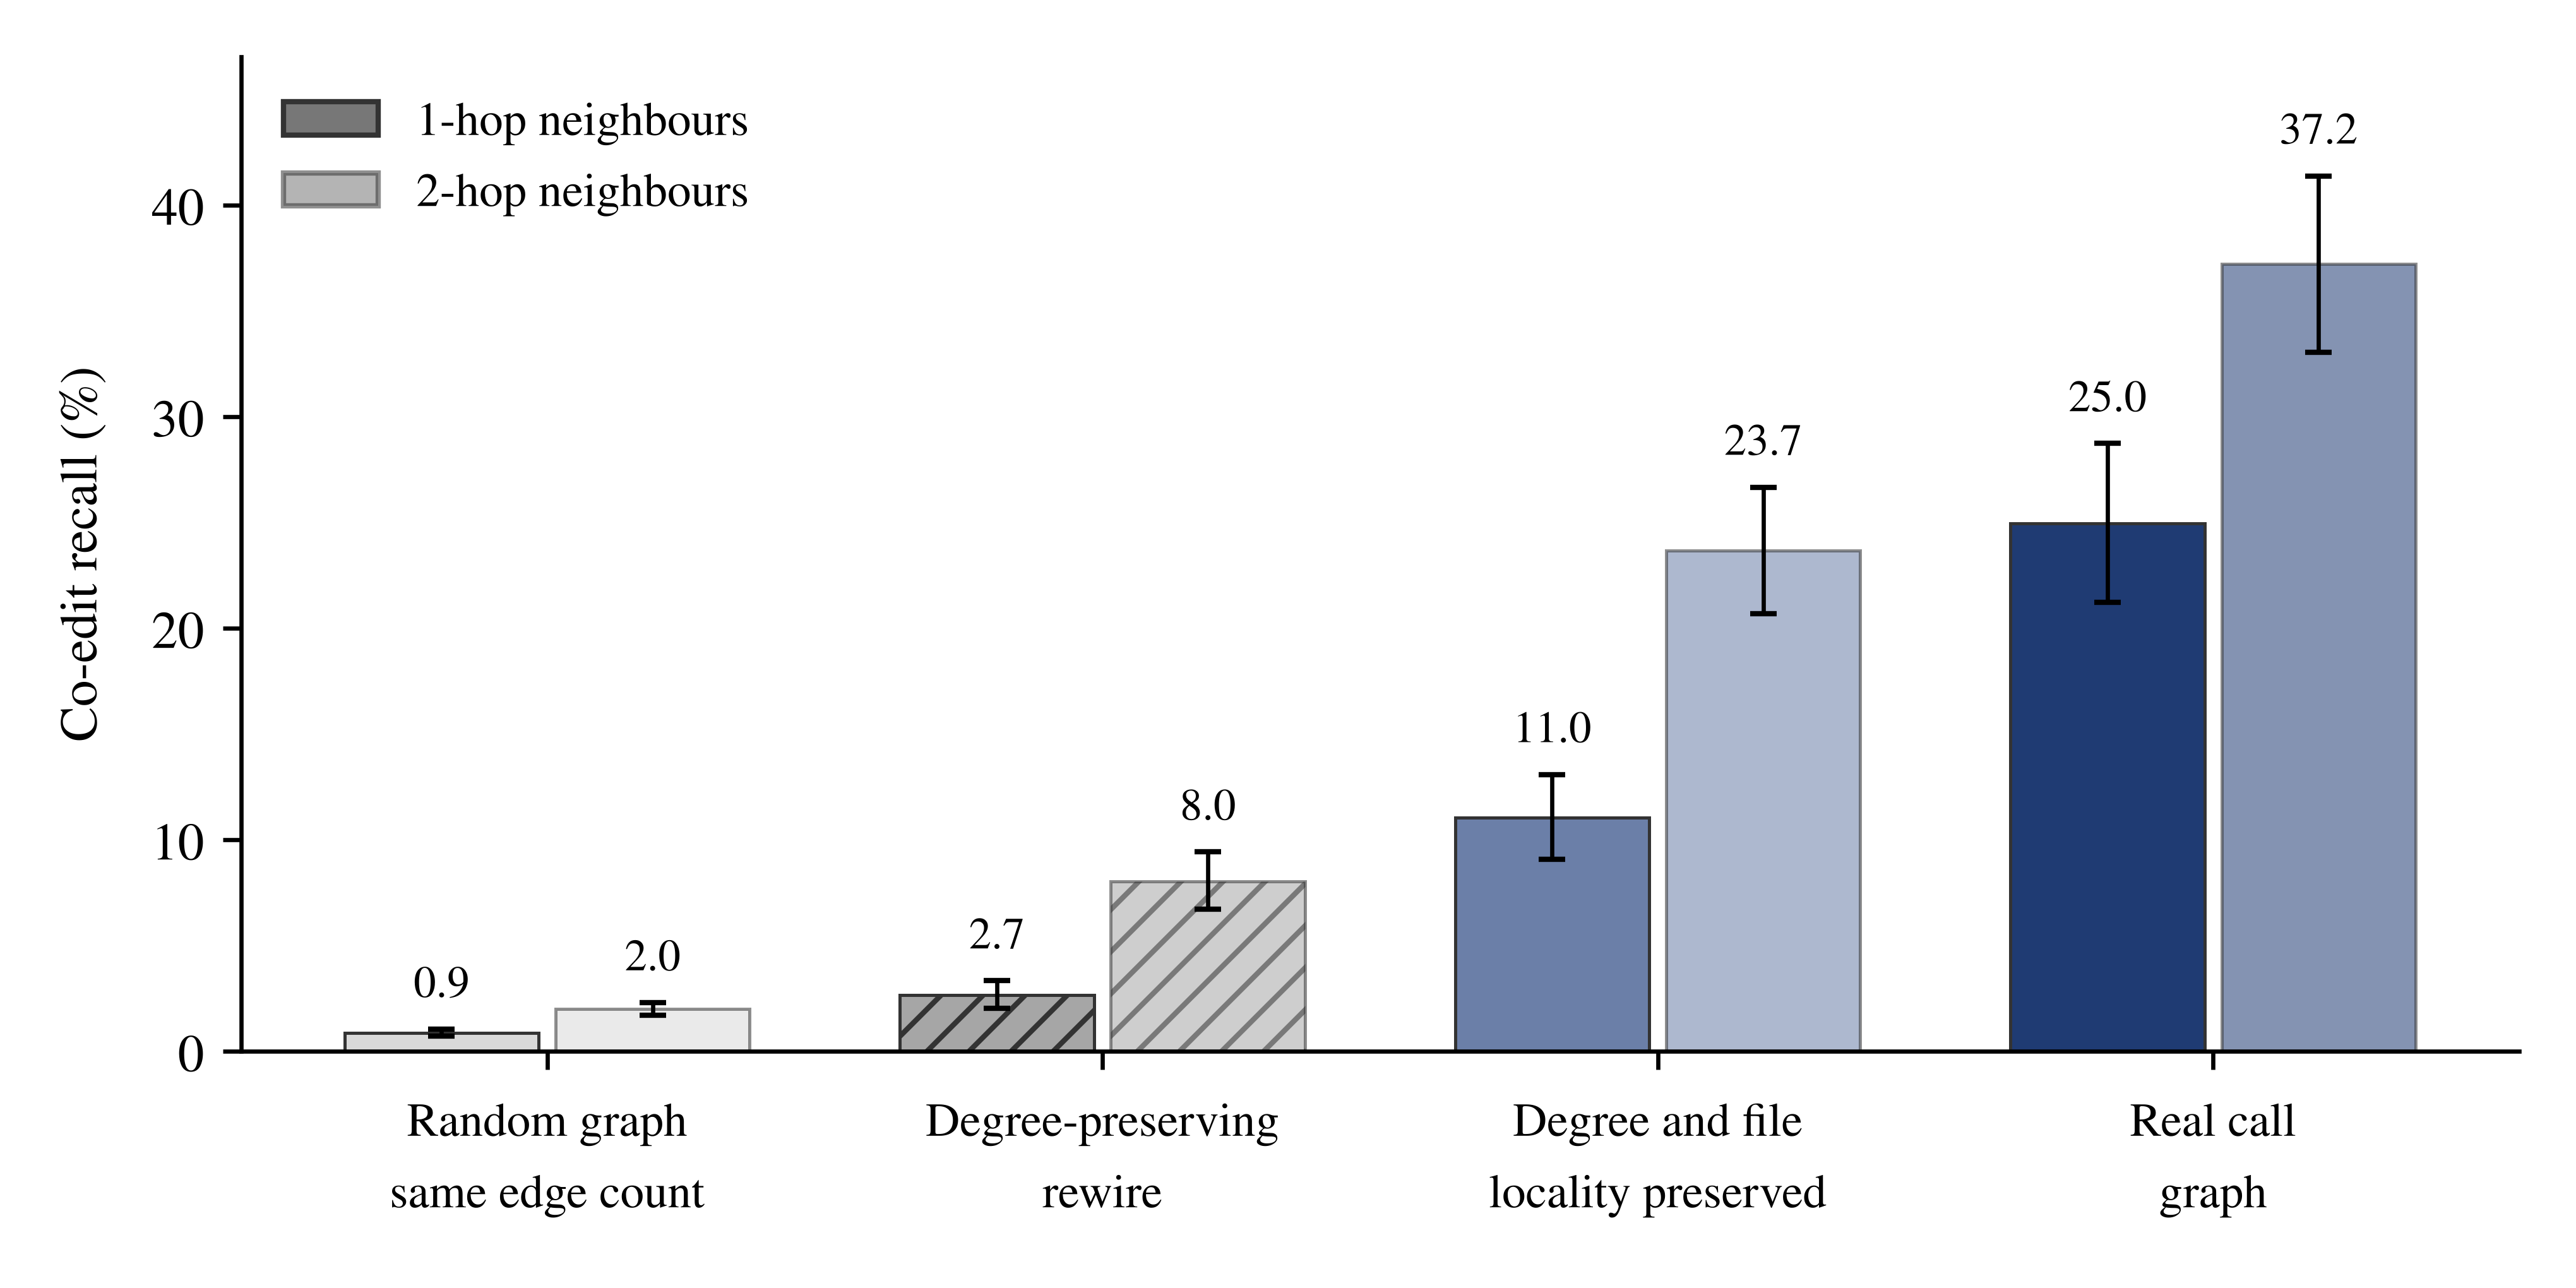 1-hop neighbours
2-hop neighbours
Co-edit recall (%)
40
30
20
10
0
0.9
2.0
2.7
8.0
11.0
23.7
25.0
37.2
Random graph
same edge count
Degree-preserving
rewire
Degree and file
locality preserved
Real call
graph